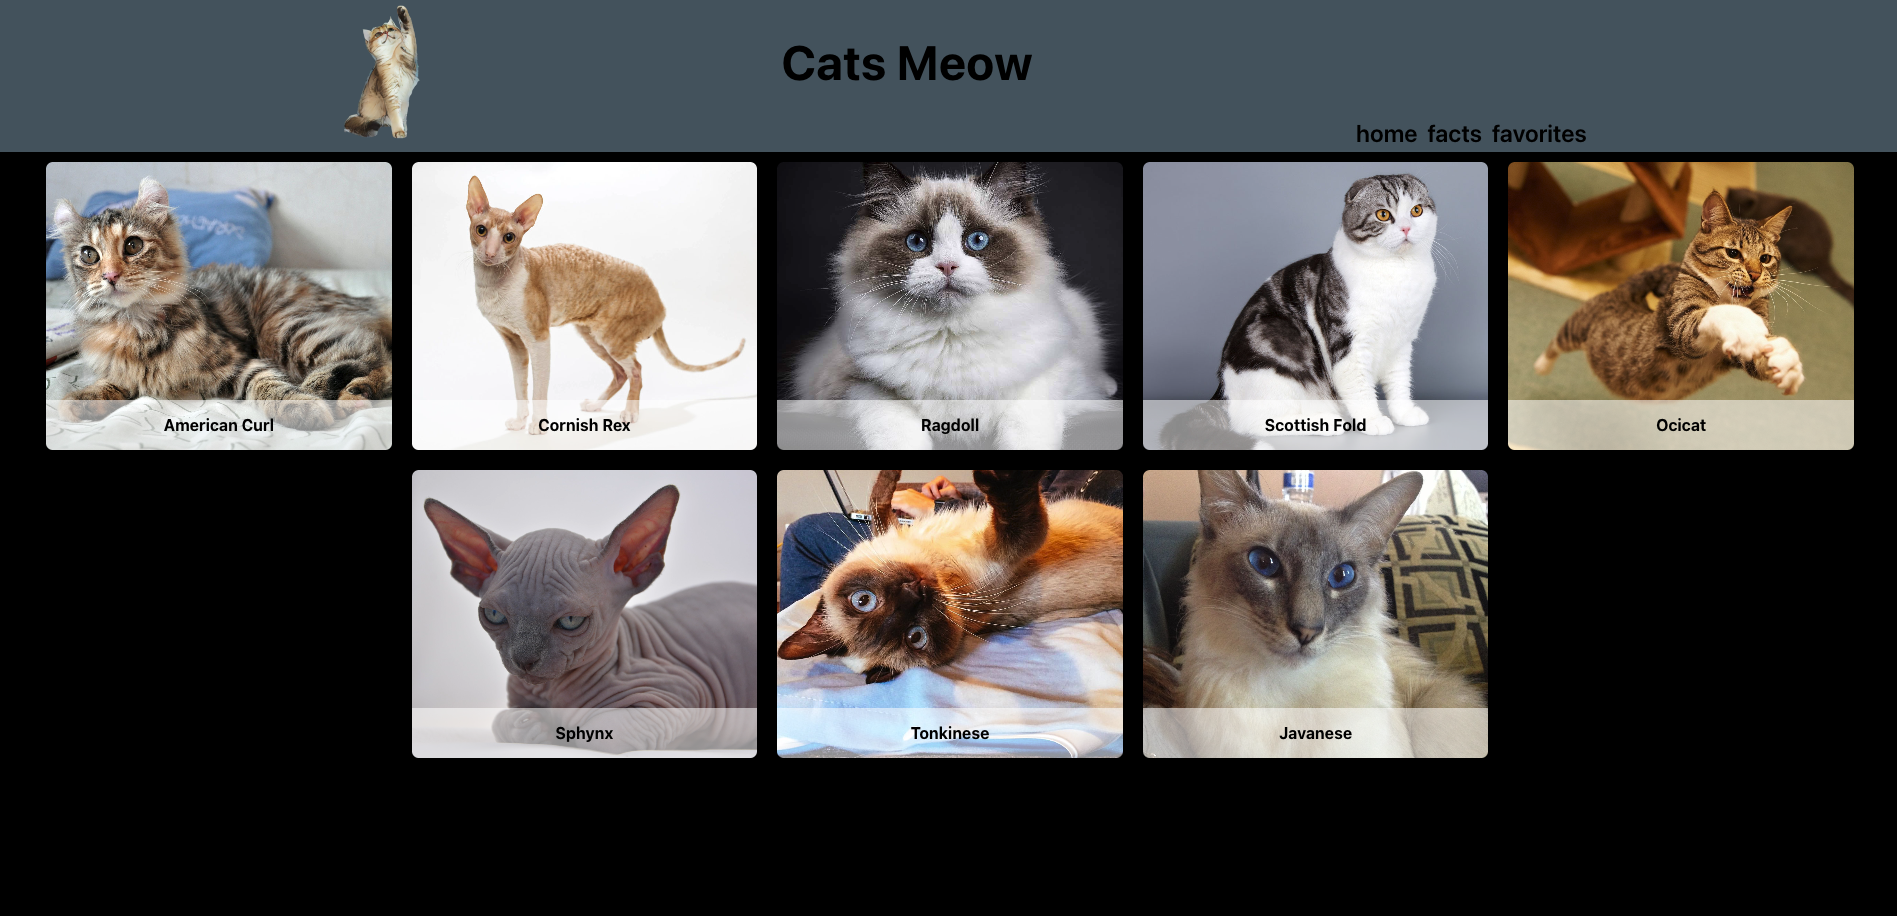 Cats Meow
home facts favorites
American Curl
Cornish Rex
Ragdoll
Scottish Fold
Ocicat
Sphynx
Tonkinese
Javanese